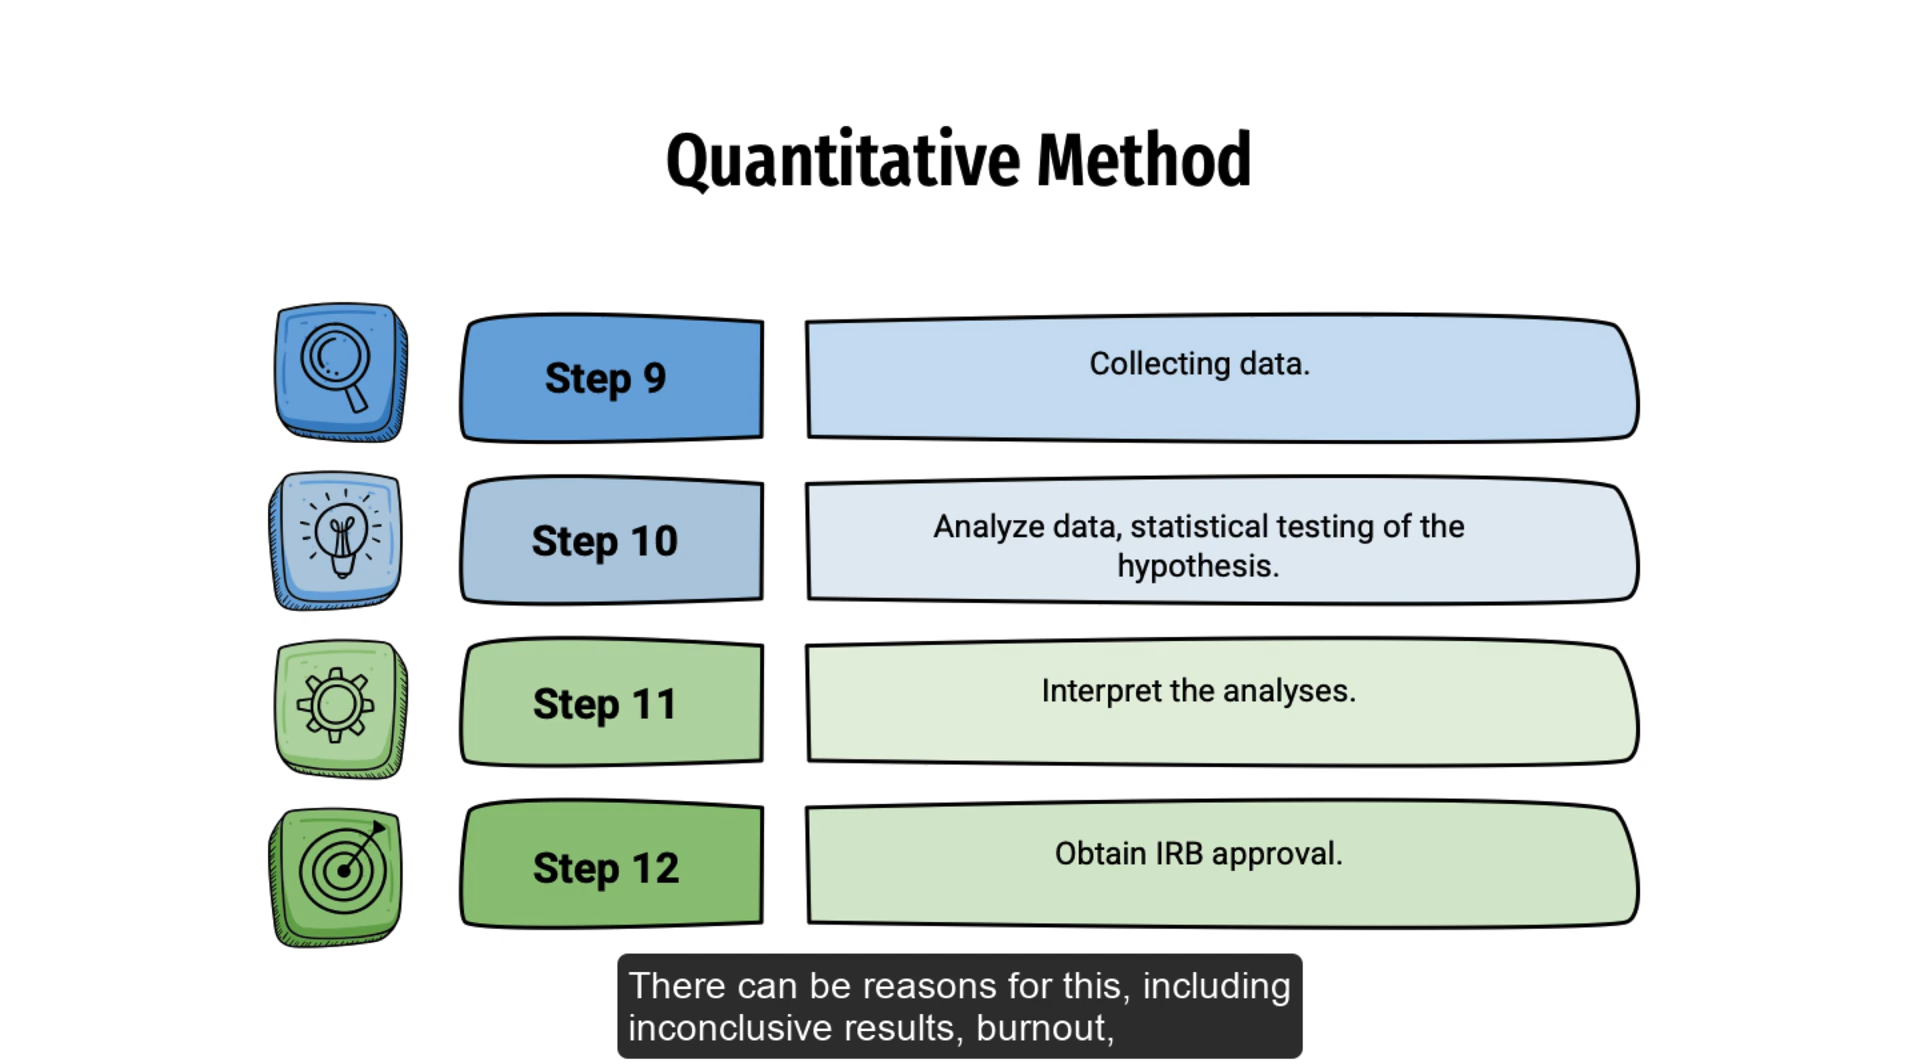 Quantitative Method
Step 9
Collecting data.
Step 10
Analyze data, statistical testing of the
hypothesis.
Step 11
Interpret the analyses.
Step 12
Obtain IRB approval.
There can be reasons for this, including
inconclusive results, burnout,